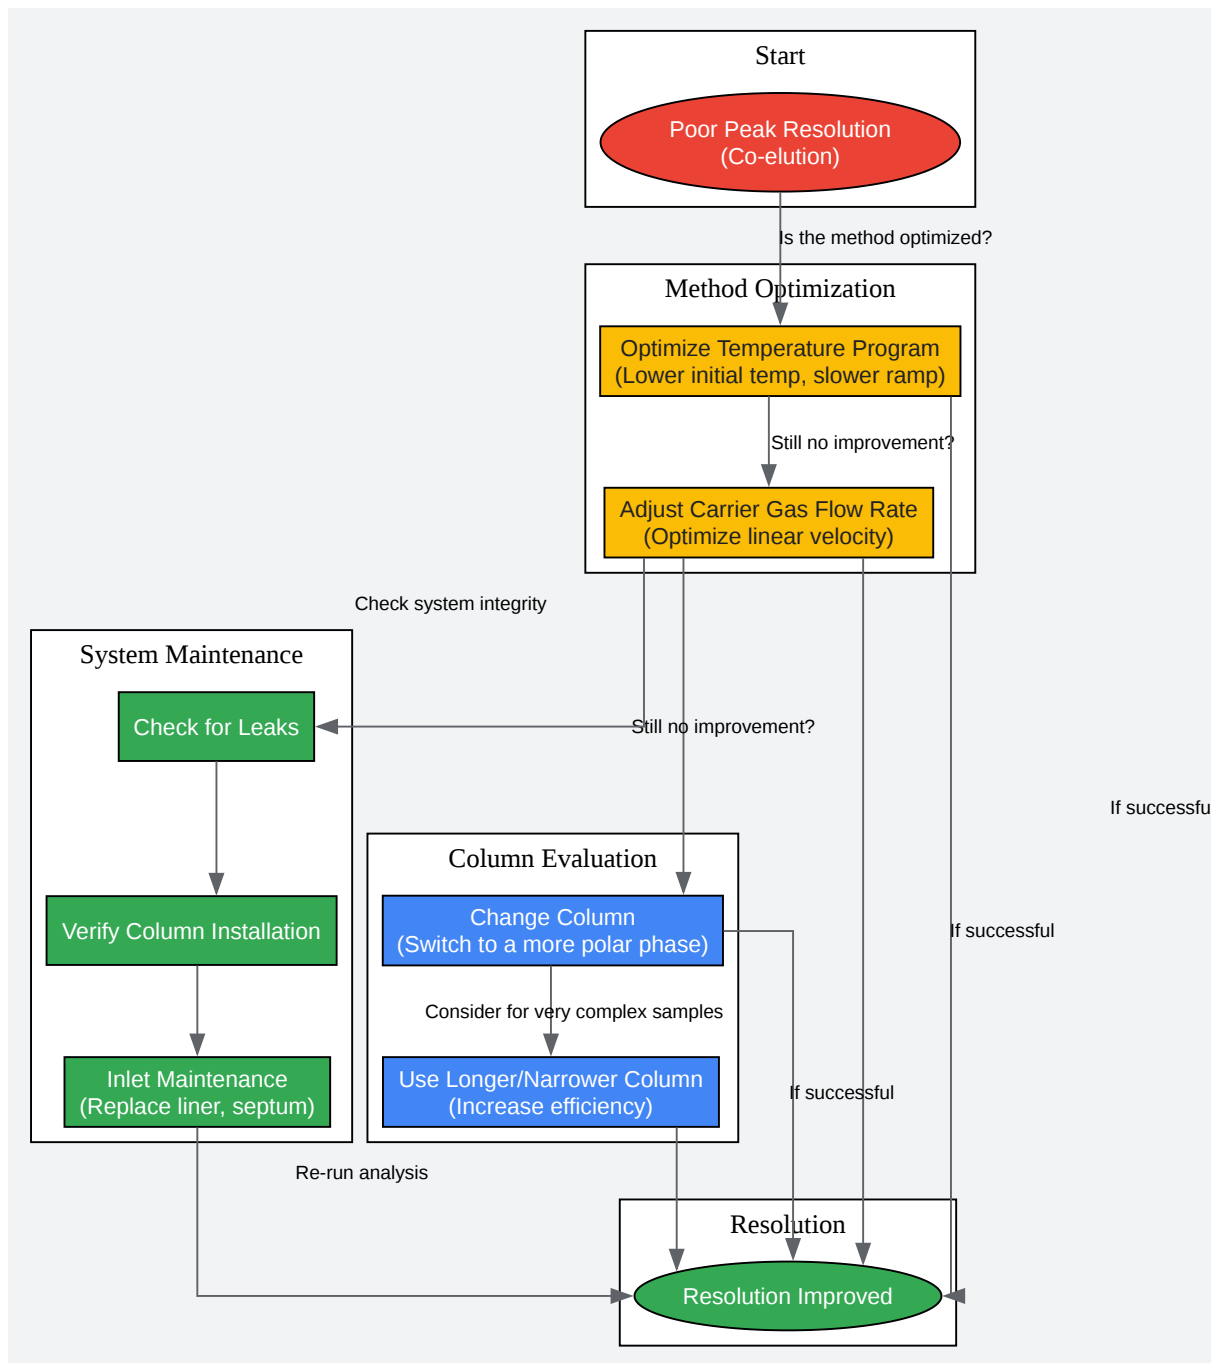 Start
Poor Peak Resolution
(Co-elution)
Is the method optimized?
Method Optimization
Optimize Temperature Program
(Lower initial temp, slower ramp)
Still no improvement?
Adjust Carrier Gas Flow Rate
(Optimize linear velocity)
Check system integrity
System Maintenance
Check for Leaks
Still no improvement?
If successfu
Column Evaluation
Change Column
(Switch to a more polar phase)
Verify Column Installation
If successful
Consider for very complex samples
Inlet Maintenance
(Replace liner, septum)
Use Longer/Narrower Column
(Increase efficiency)
If successful
Re-run analysis
Resolution
Resolution Improved